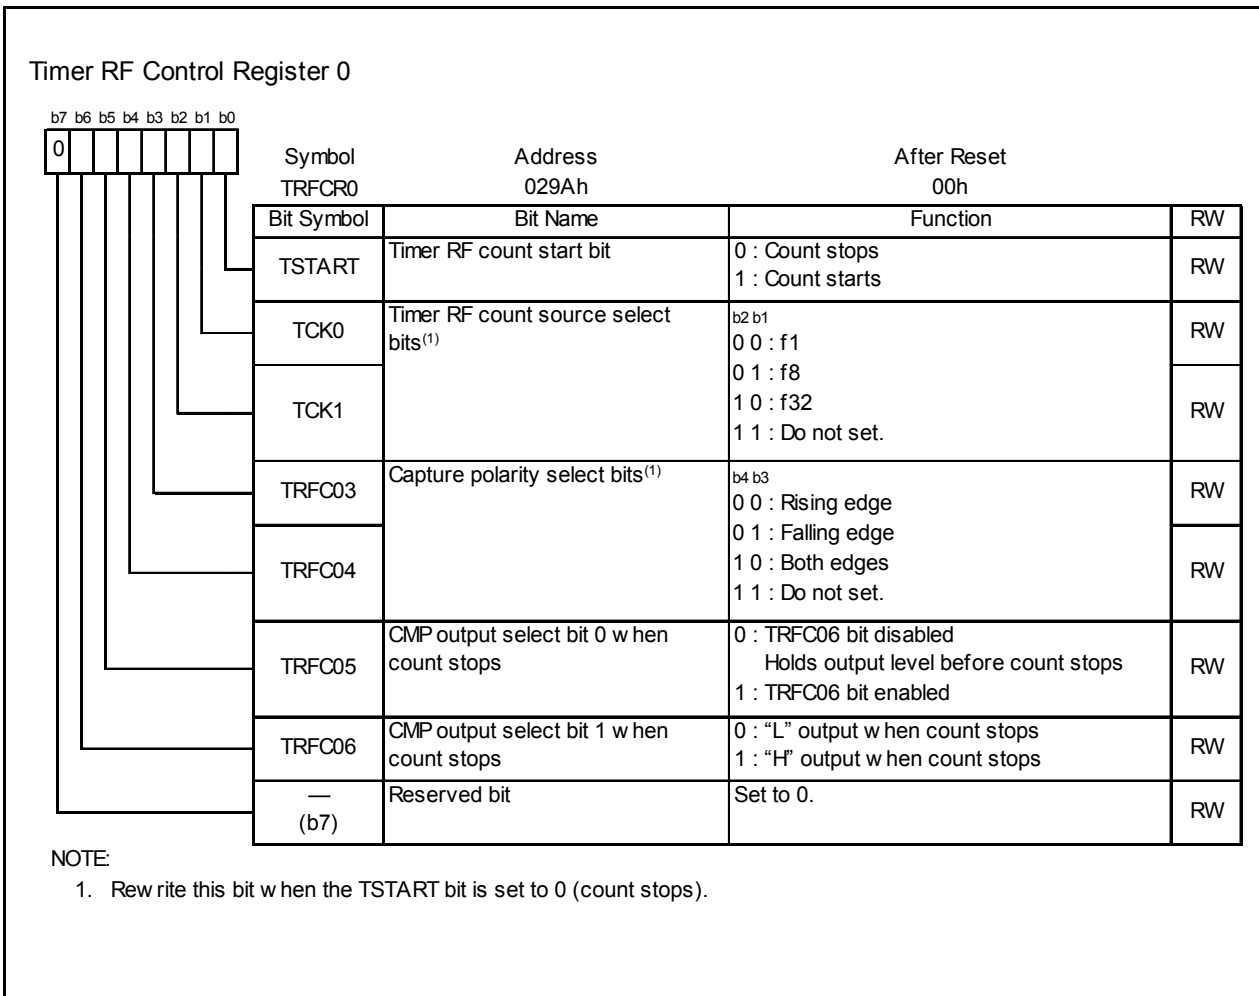 Timer RF Control Register 0
b7 b6 b5 b4 b3 b2 b1 b0
0
Symbol Address After Reset
TRFCR0 029Ah 00h
Bit Symbol Bit Name Function RW
TSTART Timer RF count start bit 0 : Count stops RW
1 : Count starts
TCK0 Timer RF count source select bits(1) b2 b1 RW
0 0 : f1
0 1 : f8
TCK1 1 0 : f32 RW
1 1 : Do not set.
TRFC03 Capture polarity select bits(1) b4 b3 RW
0 0 : Rising edge
0 1 : Falling edge
TRFC04 1 0 : Both edges RW
1 1 : Do not set.
TRFC05 CMP output select bit 0 w hen count stops 0 : TRFC06 bit disabled RW
Holds output level before count stops
1 : TRFC06 bit enabled
TRFC06 CMP output select bit 1 w hen count stops 0 : “L” output w hen count stops RW
1 : “H” output w hen count stops
— (b7) Reserved bit Set to 0. RW
NOTE:
1. Rew rite this bit w hen the TSTART bit is set to 0 (count stops).